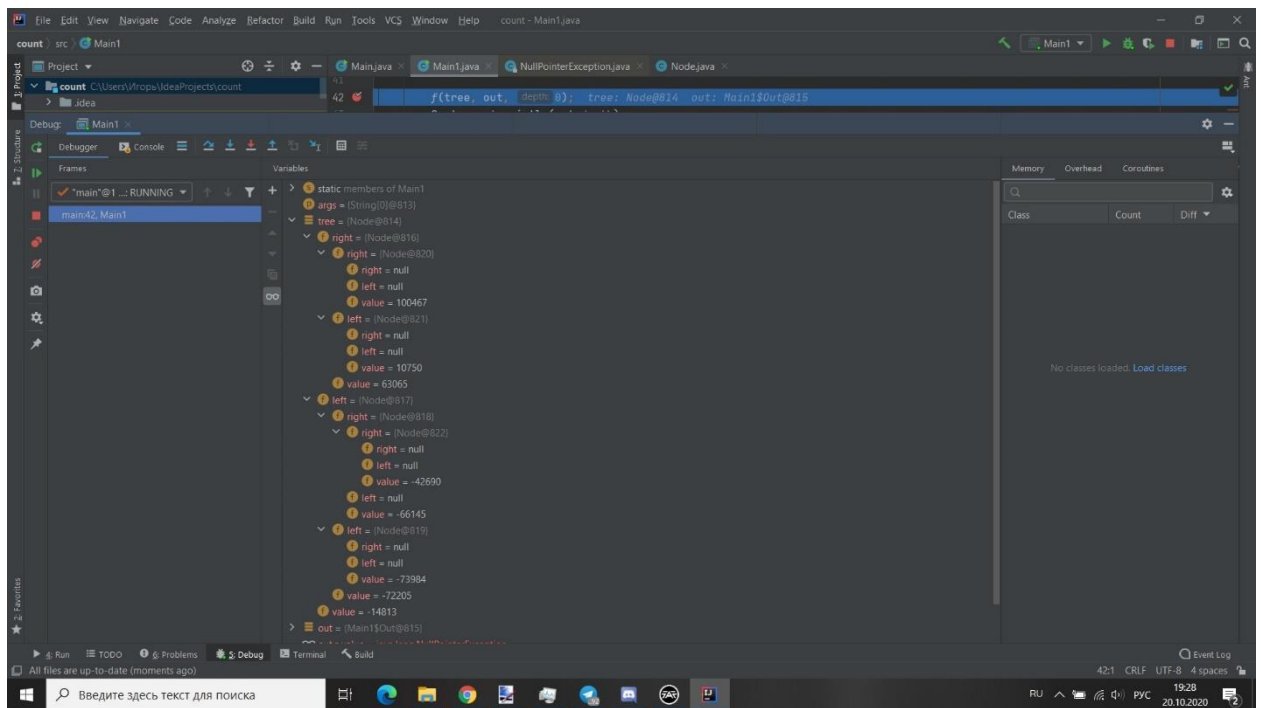 File Edit View Navigate Code Analyze Refactor Build Run Tools VCS Window Help count - Main1.java
count src Main1 Main1
1: Project Project Main.java Main1.java NullPointerException.java Node.java Ant
count C:\Users\Игорь\IdeaProjects\count 41
.idea 42 f(tree, out, depth: 0); tree: Node@814 out: Main1$Out@815
Debug: Main1
Z: Structure Debugger Console
Frames Variables Memory Overhead Coroutines
"main"@1 ...: RUNNING static members of Main1
main:42, Main1 args = {String[0]@813} Class Count Diff
tree = {Node@814}
right = {Node@816}
right = {Node@820}
right = null
left = null
value = 100467
left = {Node@821}
right = null
left = null
value = 10750 No classes loaded. Load classes
value = 63065
left = {Node@817}
right = {Node@818}
right = {Node@822}
right = null
left = null
value = -42690
left = null
value = -66145
left = {Node@819}
right = null
left = null
value = -73984
value = -72205
value = -14813
2: Favorites out = {Main1$Out@815}
4: Run TODO 6: Problems 5: Debug Terminal Build Event Log
All files are up-to-date (moments ago) 42:1 CRLF UTF-8 4 spaces
Введите здесь текст для поиска RU РУС 19:28
20.10.2020 2